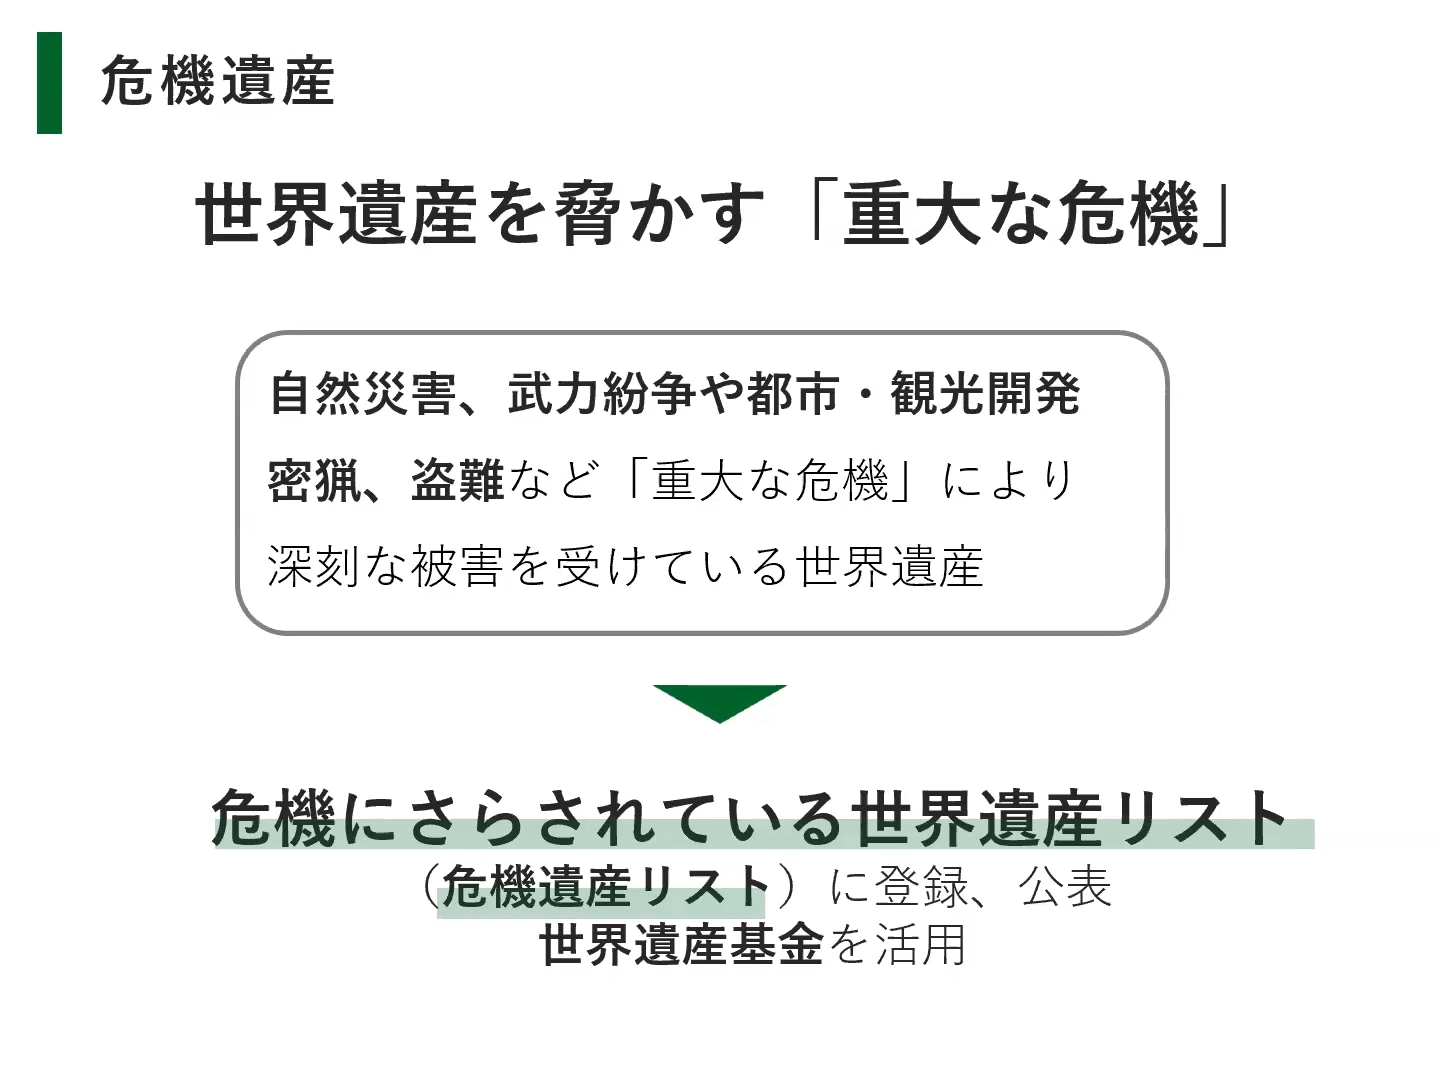 危機遺産
世界遺産を脅かす「重大な危機」
自然災害、武力紛争や都市・観光開発
密猟、盗難など「重大な危機」により
深刻な被害を受けている世界遺産
危機にさらされている世界遺産リスト
（危機遺産リスト）に登録、公表
世界遺産基金を活用